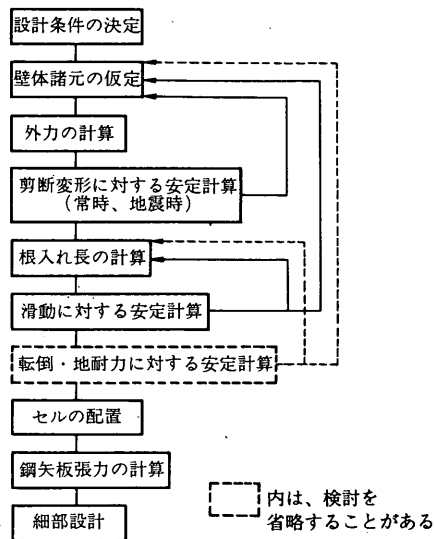 設計条件の決定
壁体諸元の仮定
外力の計算
剪断変形に対する安定計算
(常時、地震時)
根入れ長の計算
滑動に対する安定計算
転倒・地耐力に対する安定計算
セルの配置
鋼矢板張力の計算
細部設計
内は、検討を
省略することがある